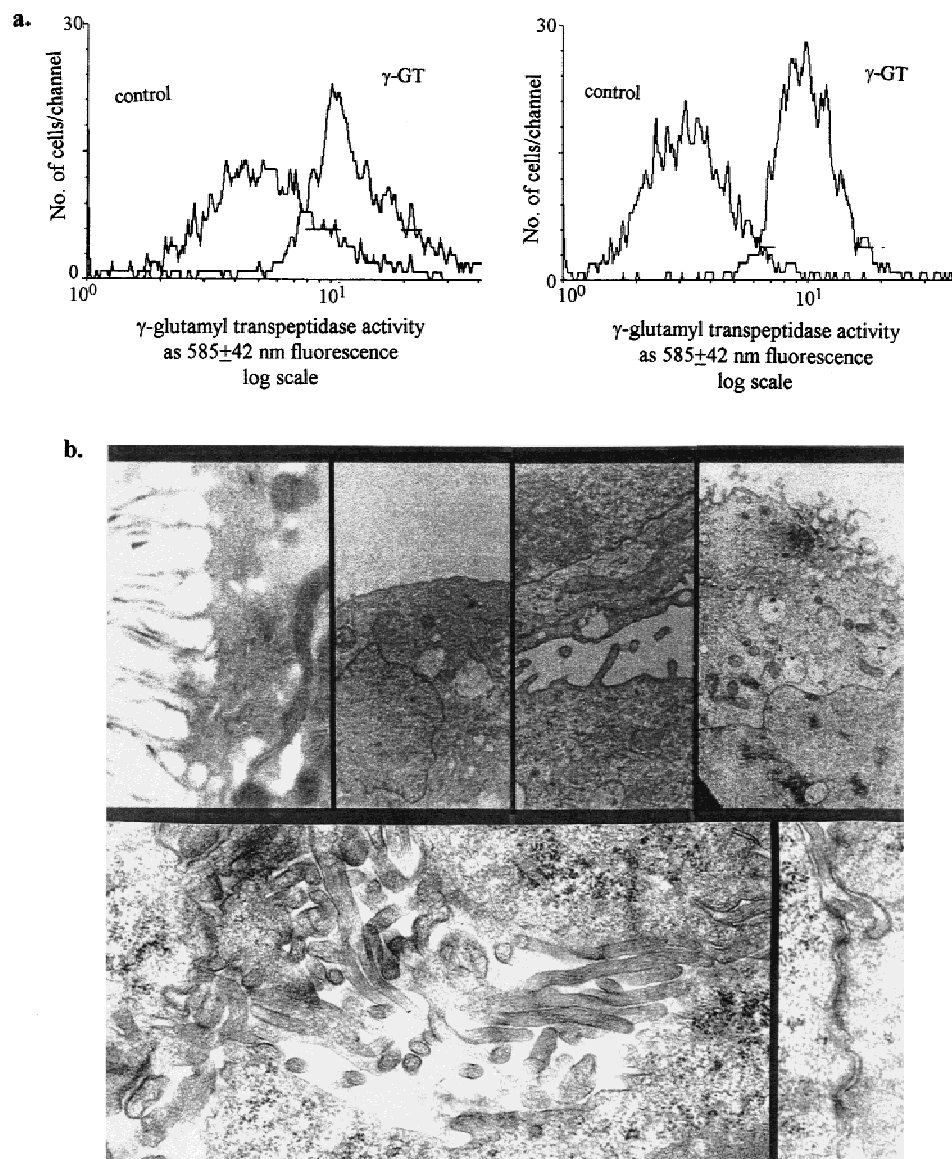 a.
30
control
γ-GT
No. of cells/channel
0
10⁰
10¹
γ-glutamyl transpeptidase activity
as 585±42 nm fluorescence
log scale
30
control
γ-GT
No. of cells/channel
0
10⁰
10¹
γ-glutamyl transpeptidase activity
as 585±42 nm fluorescence
log scale
b.